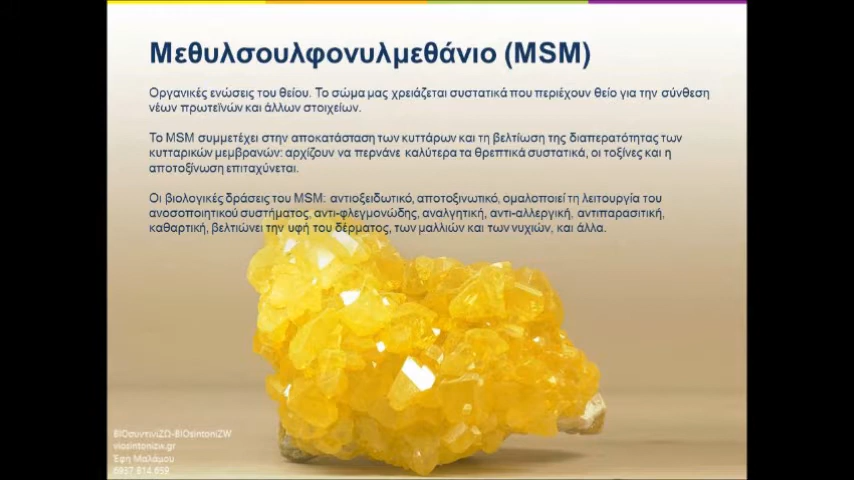 Μεθυλσουλφονυλμεθάνιο (MSM)
Οργανικές ενώσεις του θείου. Το σώμα μας χρειάζεται συστατικά που περιέχουν θείο για την σύνθεση
νέων πρωτεϊνών και άλλων στοιχείων.
Το MSM συμμετέχει στην αποκατάσταση των κυττάρων και τη βελτίωση της διαπερατότητας των
κυτταρικών μεμβρανών: αρχίζουν να περνάνε καλύτερα τα θρεπτικά συστατικά, οι τοξίνες και η
αποτοξίνωση επιταχύνεται.
Οι βιολογικές δράσεις του MSM: αντιοξειδωτικό, αποτοξινωτικό, ομαλοποιεί τη λειτουργία του
ανοσοποιητικού συστήματος, αντι-φλεγμονώδης, αναλγητική, αντι-αλλεργική, αντιπαρασιτική,
καθαρτική, βελτιώνει την υφή του δέρματος, των μαλλιών και των νυχιών, και άλλα.
ΒΙΟσυντινίΖΩ-BIOsintoniZW
viosintonizw.gr
Έφη Μαλάμου
6937 814 659